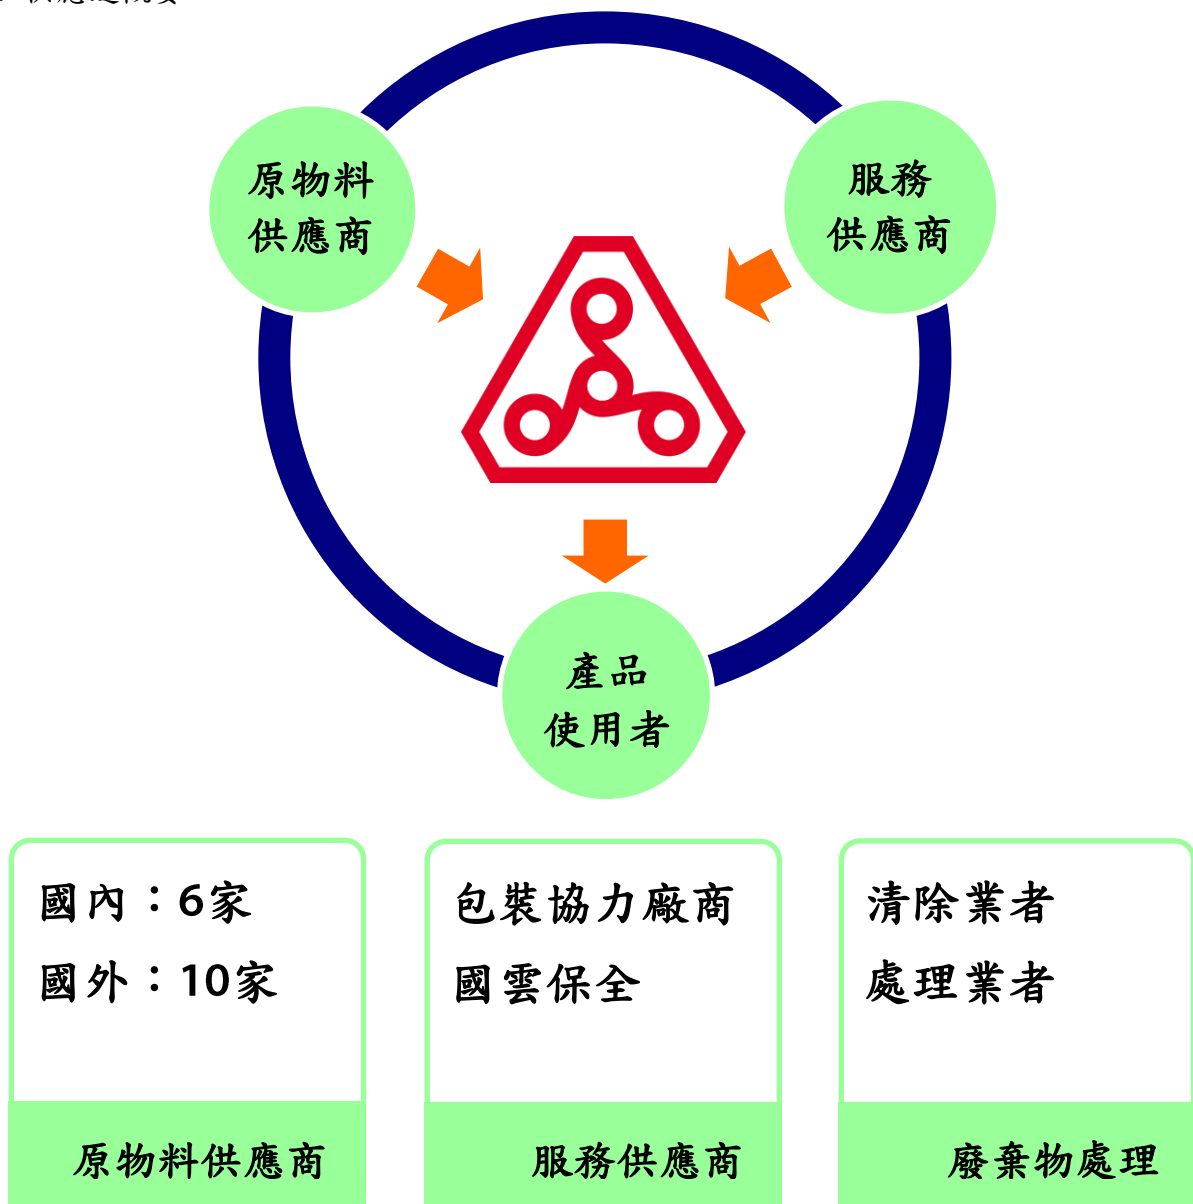 原物料
供應商
服務
供應商
產品
使用者
國內：6家
國外：10家
原物料供應商
包裝協力廠商
國雲保全
服務供應商
清除業者
處理業者
廢棄物處理